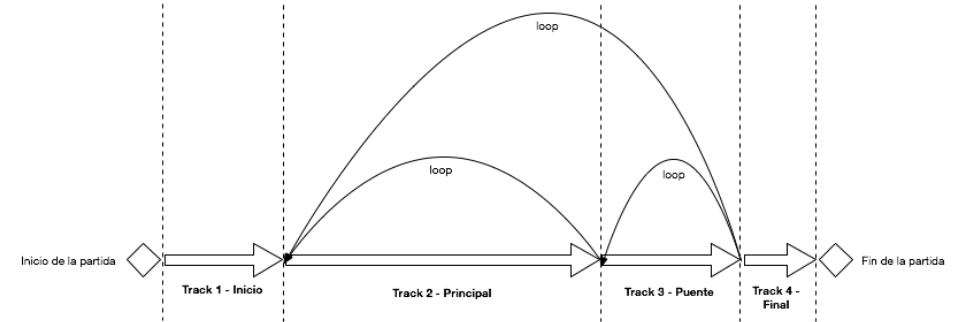 loop
loop
loop
Inicio de la partida
Fin de la partida
Track 1 - Inicio
Track 2 - Principal
Track 3 - Puente
Track 4 -
Final